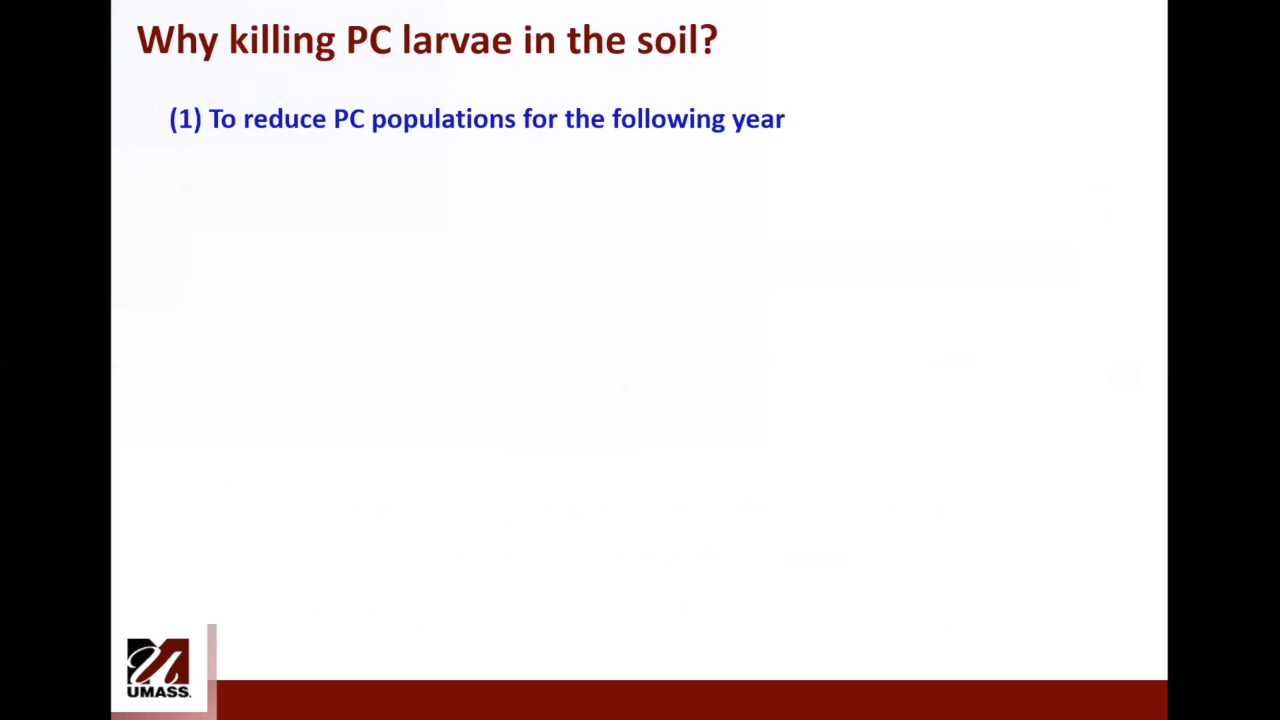 Why killing PC larvae in the soil?
(1) To reduce PC populations for the following year
UMASS.